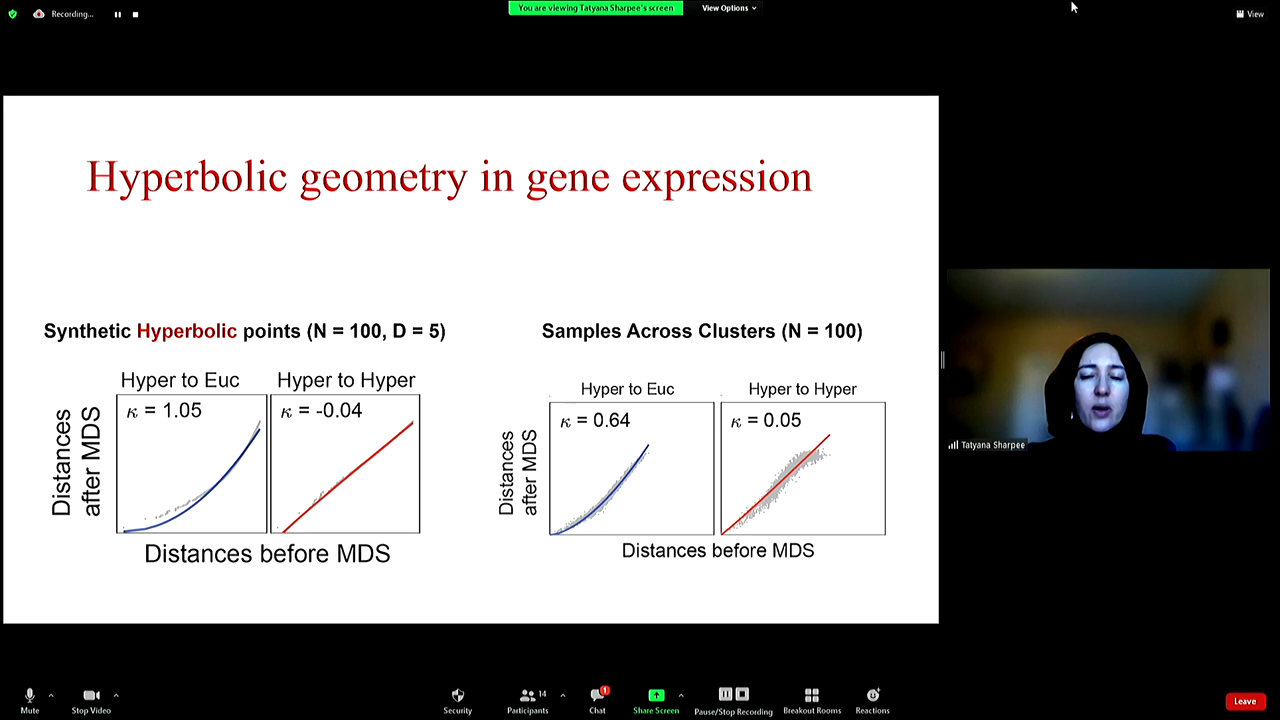 Recording...
You are viewing Tatyana Sharpee's screen
View Options
View
Hyperbolic geometry in gene expression
Synthetic Hyperbolic points (N = 100, D = 5)
Hyper to Euc
Hyper to Hyper
κ = 1.05
κ = -0.04
Distances
after MDS
Distances before MDS
Samples Across Clusters (N = 100)
Hyper to Euc
Hyper to Hyper
κ = 0.64
κ = 0.05
Distances
after MDS
Distances before MDS
Tatyana Sharpee
Mute
Stop Video
Security
Participants
14
Chat
1
Share Screen
Pause/Stop Recording
Breakout Rooms
Reactions
Leave